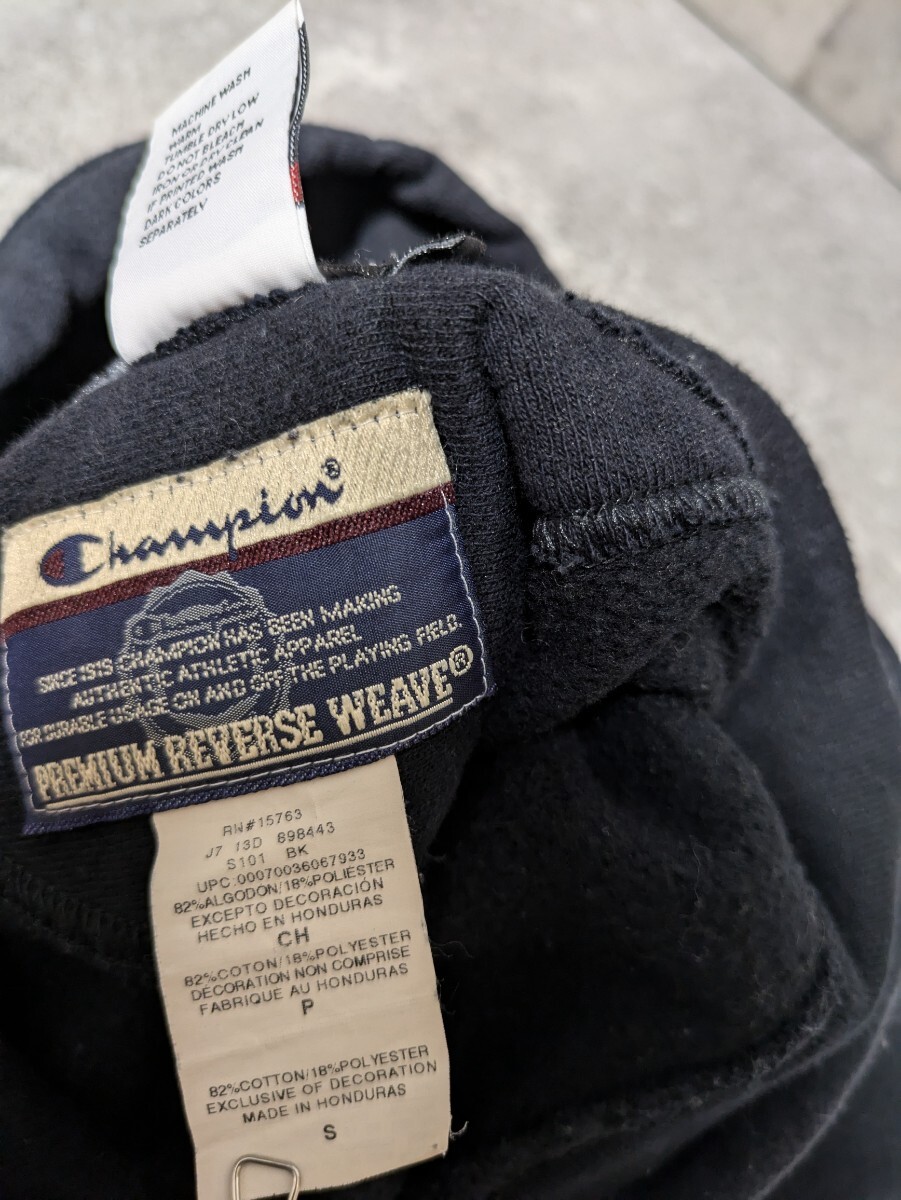 MACHINE WASH
WARM
TUMBLE DRY LOW
DO NOT BLEACH
IRON OR DRY CLEAN
IF PRINTED WASH
DARK COLORS
SEPARATELY
Champion®
SINCE 1919 CHAMPION HAS BEEN MAKING
AUTHENTIC ATHLETIC APPAREL
FOR DURABLE USAGE ON AND OFF THE PLAYING FIELD.
PREMIUM REVERSE WEAVE®
RN#15763
J7 13D 898443
S101 BK
UPC:00070036067933
82%ALGODON/18%POLIÉSTER
EXCEPTO DECORACIÓN
HECHO EN HONDURAS
CH
82%COTON/18%POLYESTER
DÉCORATION NON COMPRISE
FABRIQUE AU HONDURAS
P
82%COTTON/18%POLYESTER
EXCLUSIVE OF DECORATION
MADE IN HONDURAS
S